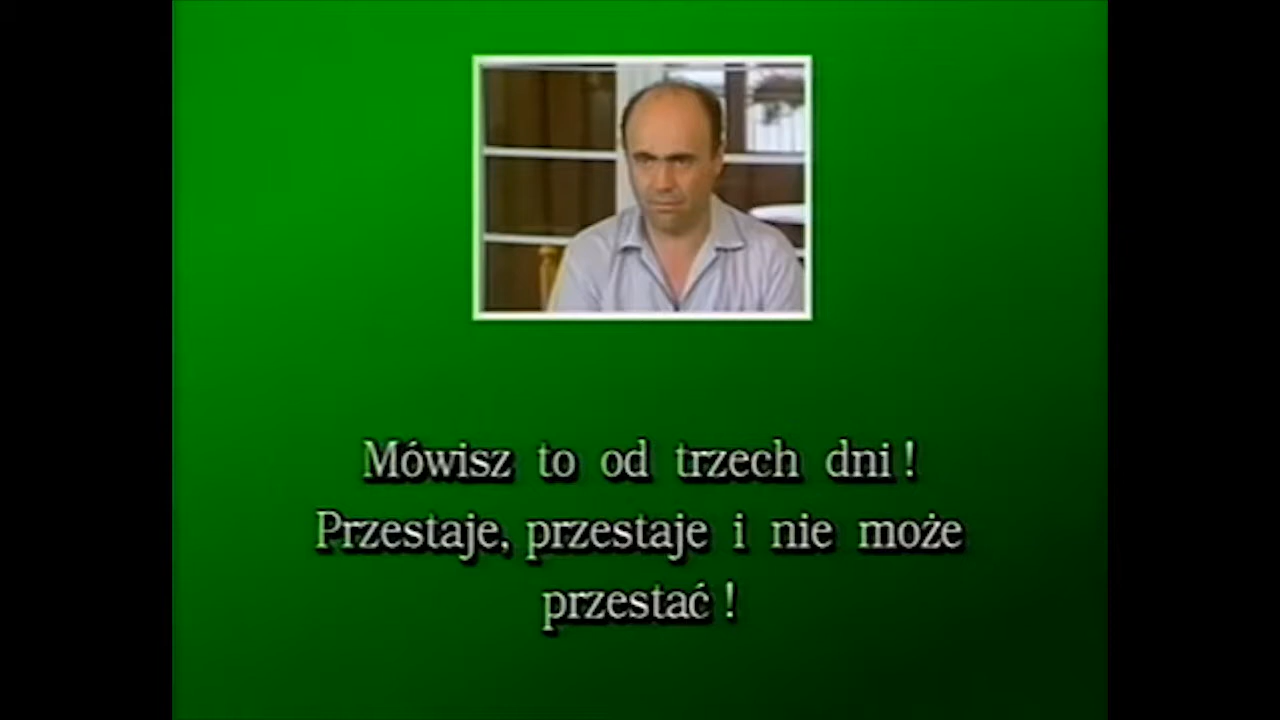 Mówisz to od trzech dni !
Przestaje, przestaje i nie może
przestać !